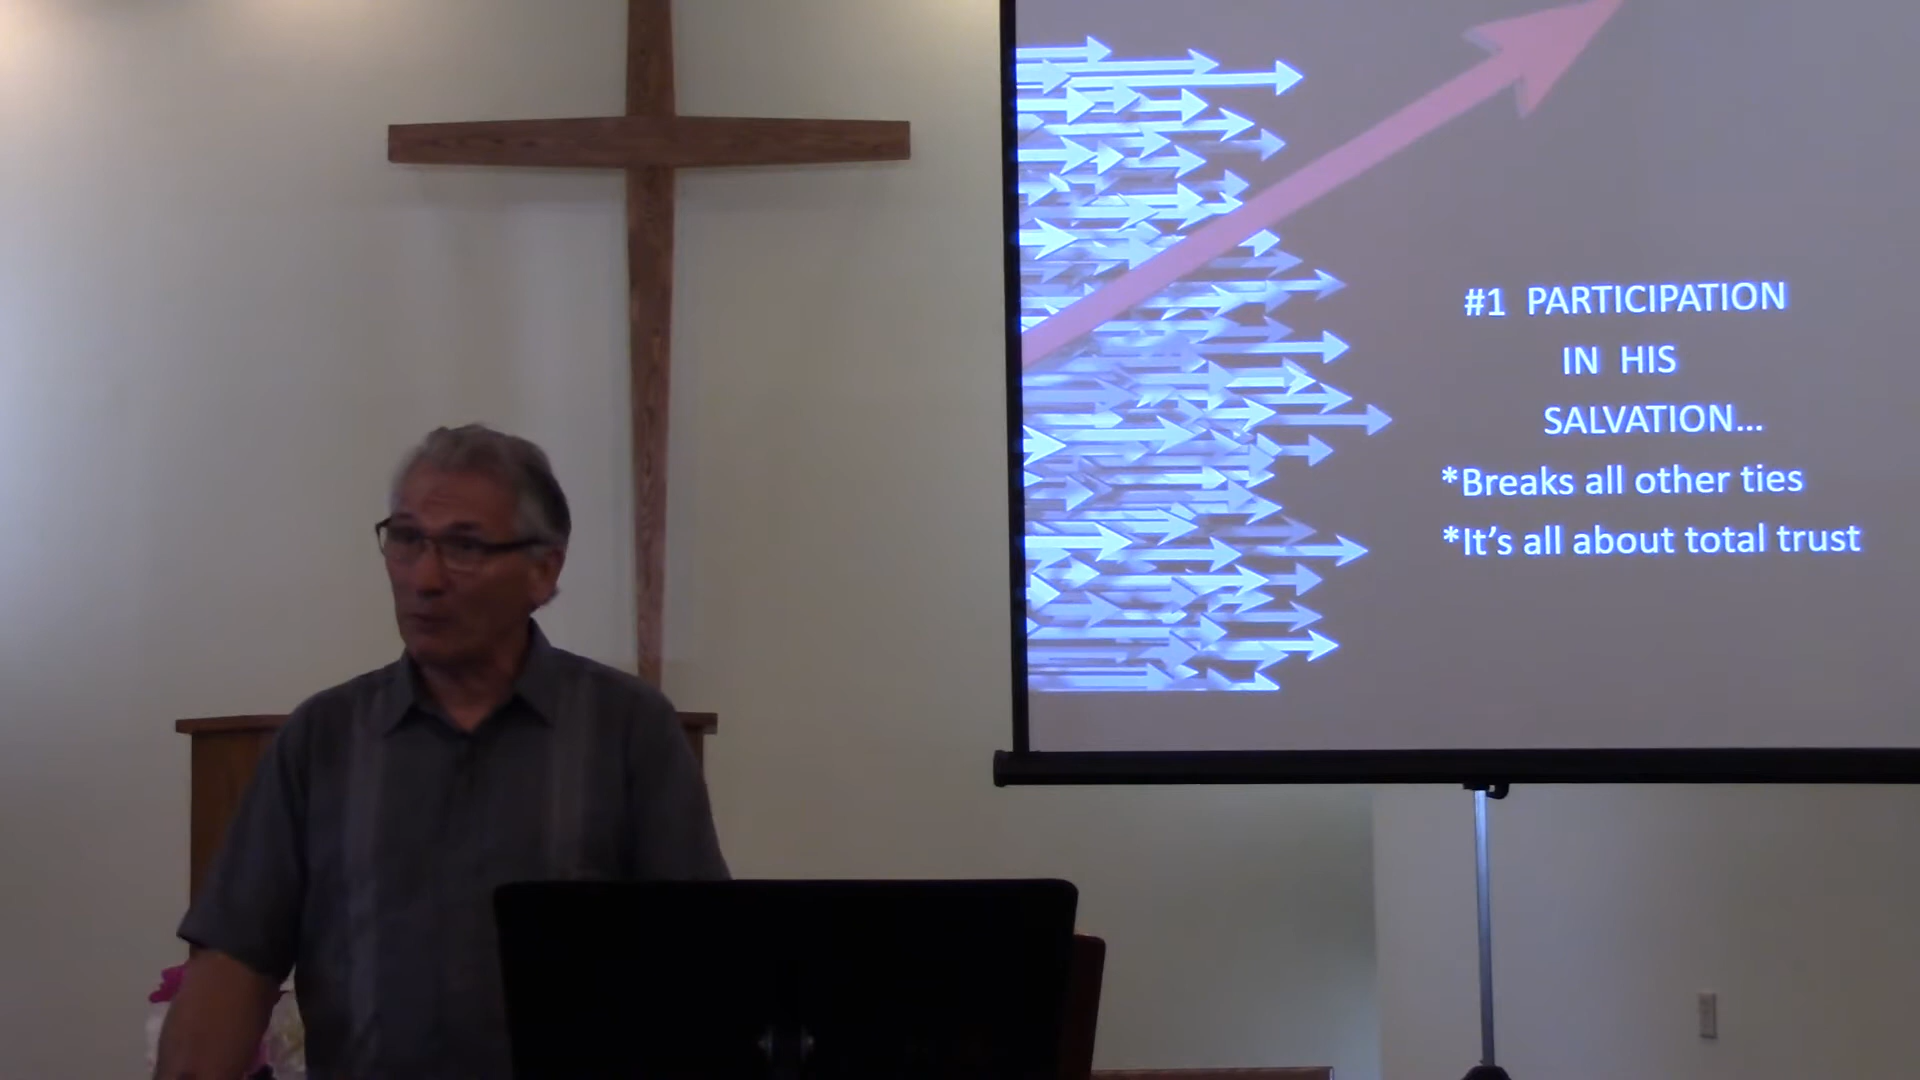 #1 PARTICIPATION
IN HIS
SALVATION...
*Breaks all other ties
*It's all about total trust